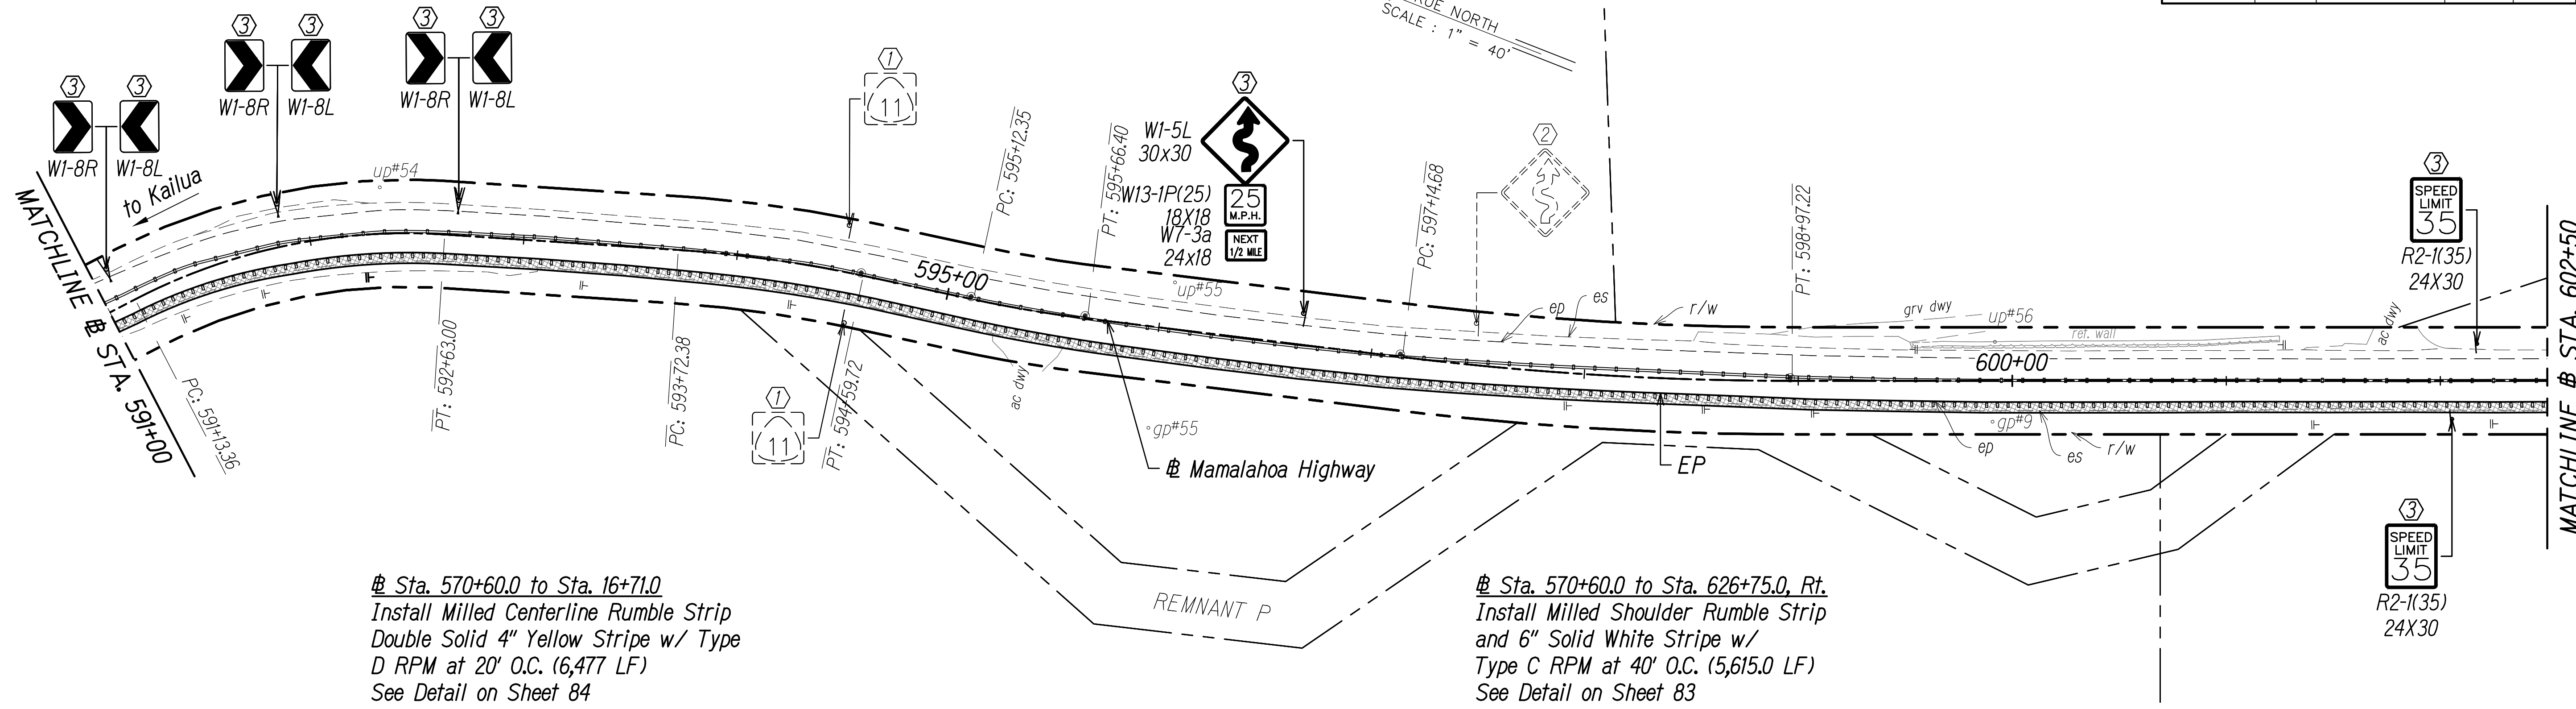 TRUE NORTH
SCALE : 1" = 40'
3
3
W1-8R
W1-8L
3
3
W1-8R
W1-8L
3
3
W1-8R
W1-8L
MATCHLINE ⅊ STA. 591+00
to Kailua
up#54
PC: 591+13.36
PT: 592+63.00
PC: 593+72.38
PT: 594+59.72
1
11
1
11
595+00
PC: 595+12.35
PT: 595+66.40
ac dwy
3
W1-5L
30x30
W13-1P(25)
18X18
W7-3a
24x18
25
M.P.H.
NEXT
1/2 MILE
up#55
gp#55
⅊ Mamalahoa Highway
PC: 597+14.68
2
ep
es
r/w
EP
PT: 598+97.22
grv dwy
up#56
ret. wall
600+00
ac dwy
gp#9
ep
es
r/w
3
SPEED
LIMIT
35
R2-1(35)
24X30
3
SPEED
LIMIT
35
R2-1(35)
24X30
MATCHLINE ⅊ STA. 602+50
REMNANT P
⅊ Sta. 570+60.0 to Sta. 16+71.0
Install Milled Centerline Rumble Strip
Double Solid 4" Yellow Stripe w/ Type
D RPM at 20' O.C. (6,477 LF)
See Detail on Sheet 84
⅊ Sta. 570+60.0 to Sta. 626+75.0, Rt.
Install Milled Shoulder Rumble Strip
and 6" Solid White Stripe w/
Type C RPM at 40' O.C. (5,615.0 LF)
See Detail on Sheet 83